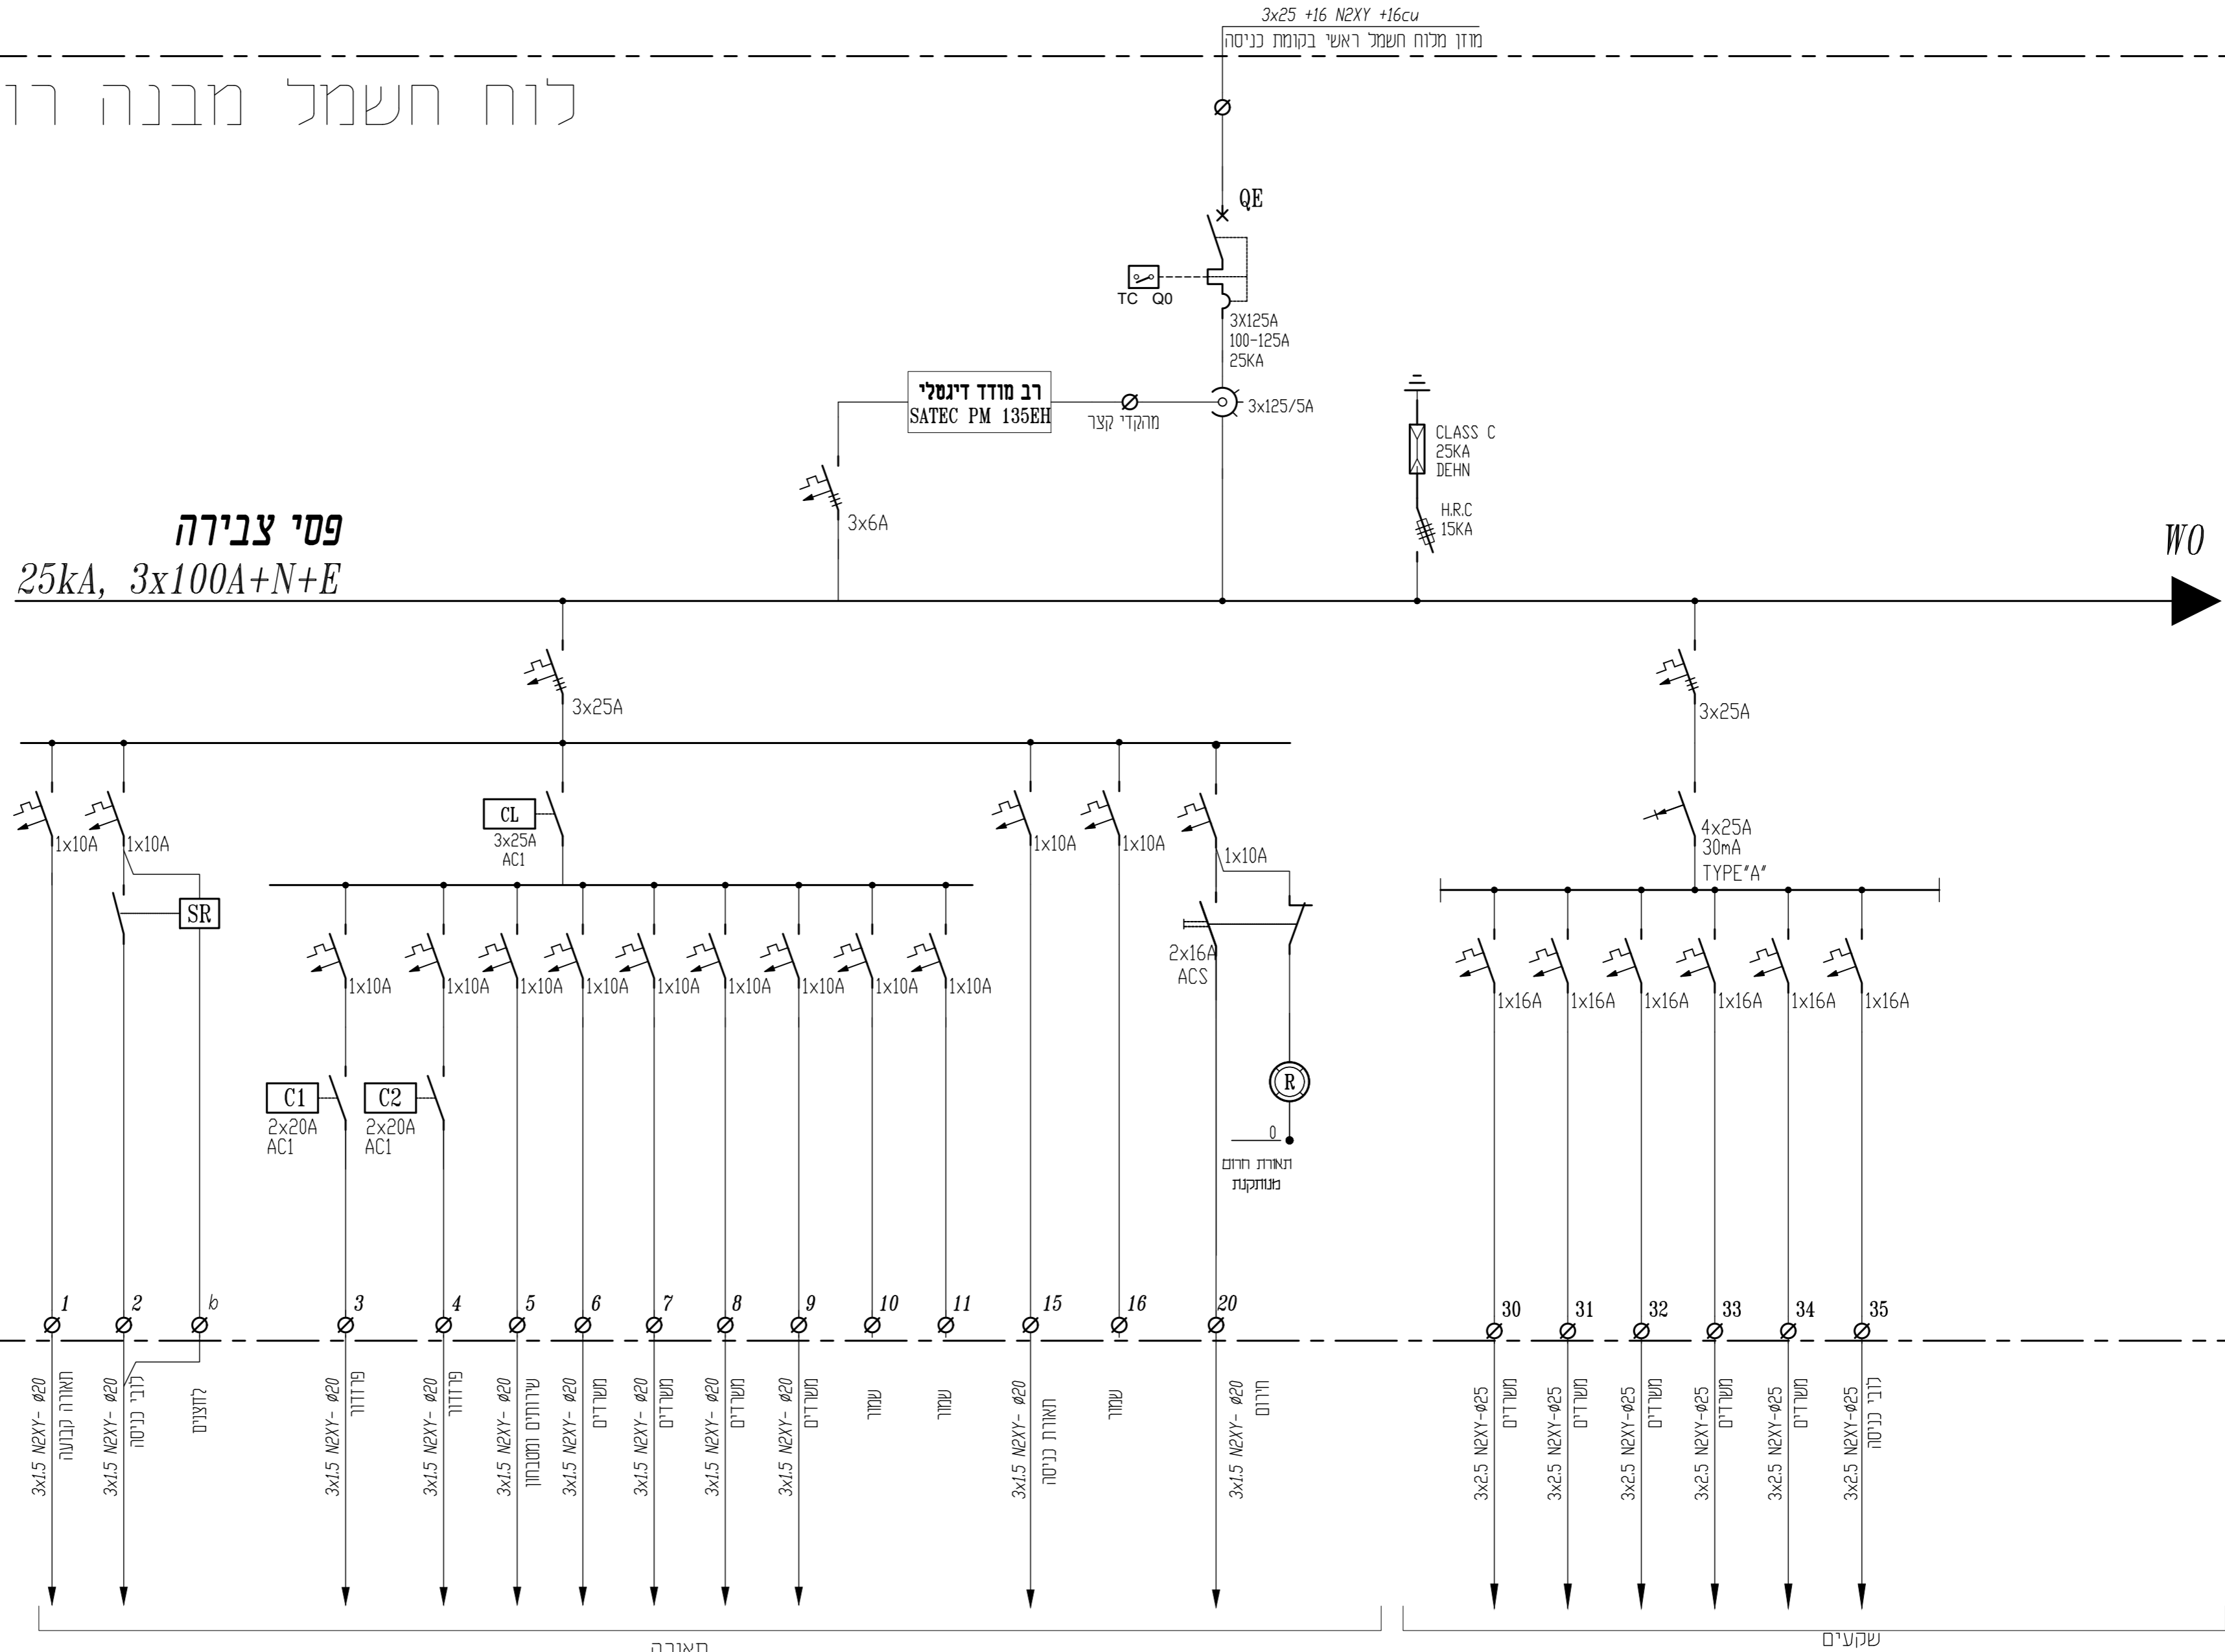 3x25 +16 N2XY +16cu
מוזן מלוח חשמל ראשי בקומת כניסה
לוח חשמל מבנה רו
QE
TC Q0
3X125A
100-125A
25KA
רב מודד דיגטלי
SATEC PM 135EH
מהקדי קצר
3x125/5A
CLASS C
25KA
DEHN
H.R.C
15KA
3x6A
פסי צבירה
25kA, 3x100A+N+E
WO
3x25A
3x25A
1x10A
1x10A
CL
3x25A
AC1
1x10A
1x10A
1x10A
4x25A
30mA
TYPE"A"
SR
2x16A
ACS
1x10A
1x10A
1x10A
1x10A
1x10A
1x10A
1x10A
1x10A
1x10A
1x16A
1x16A
1x16A
1x16A
1x16A
1x16A
C1
2x20A
AC1
C2
2x20A
AC1
R
0
תאורת חרום
מנותקנת
1
2
b
3
4
5
6
7
8
9
10
11
15
16
20
30
31
32
33
34
35
3x1.5 N2XY- ø20
תאורה קבועה
3x1.5 N2XY- ø20
לובי כניסה
לחצנים
3x1.5 N2XY- ø20
פרזדור
3x1.5 N2XY- ø20
פרזדור
3x1.5 N2XY- ø20
שירותים ומטבחון
3x1.5 N2XY- ø20
משרדים
3x1.5 N2XY- ø20
משרדים
3x1.5 N2XY- ø20
משרדים
3x1.5 N2XY- ø20
משרדים
שמור
שמור
3x1.5 N2XY- ø20
תאורת כניסה
שמור
3x1.5 N2XY- ø20
חירום
3x2.5 N2XY-ø25
משרדים
3x2.5 N2XY-ø25
משרדים
3x2.5 N2XY-ø25
משרדים
3x2.5 N2XY-ø25
משרדים
3x2.5 N2XY-ø25
משרדים
3x2.5 N2XY-ø25
לובי כניסה
תאורה
שקעים